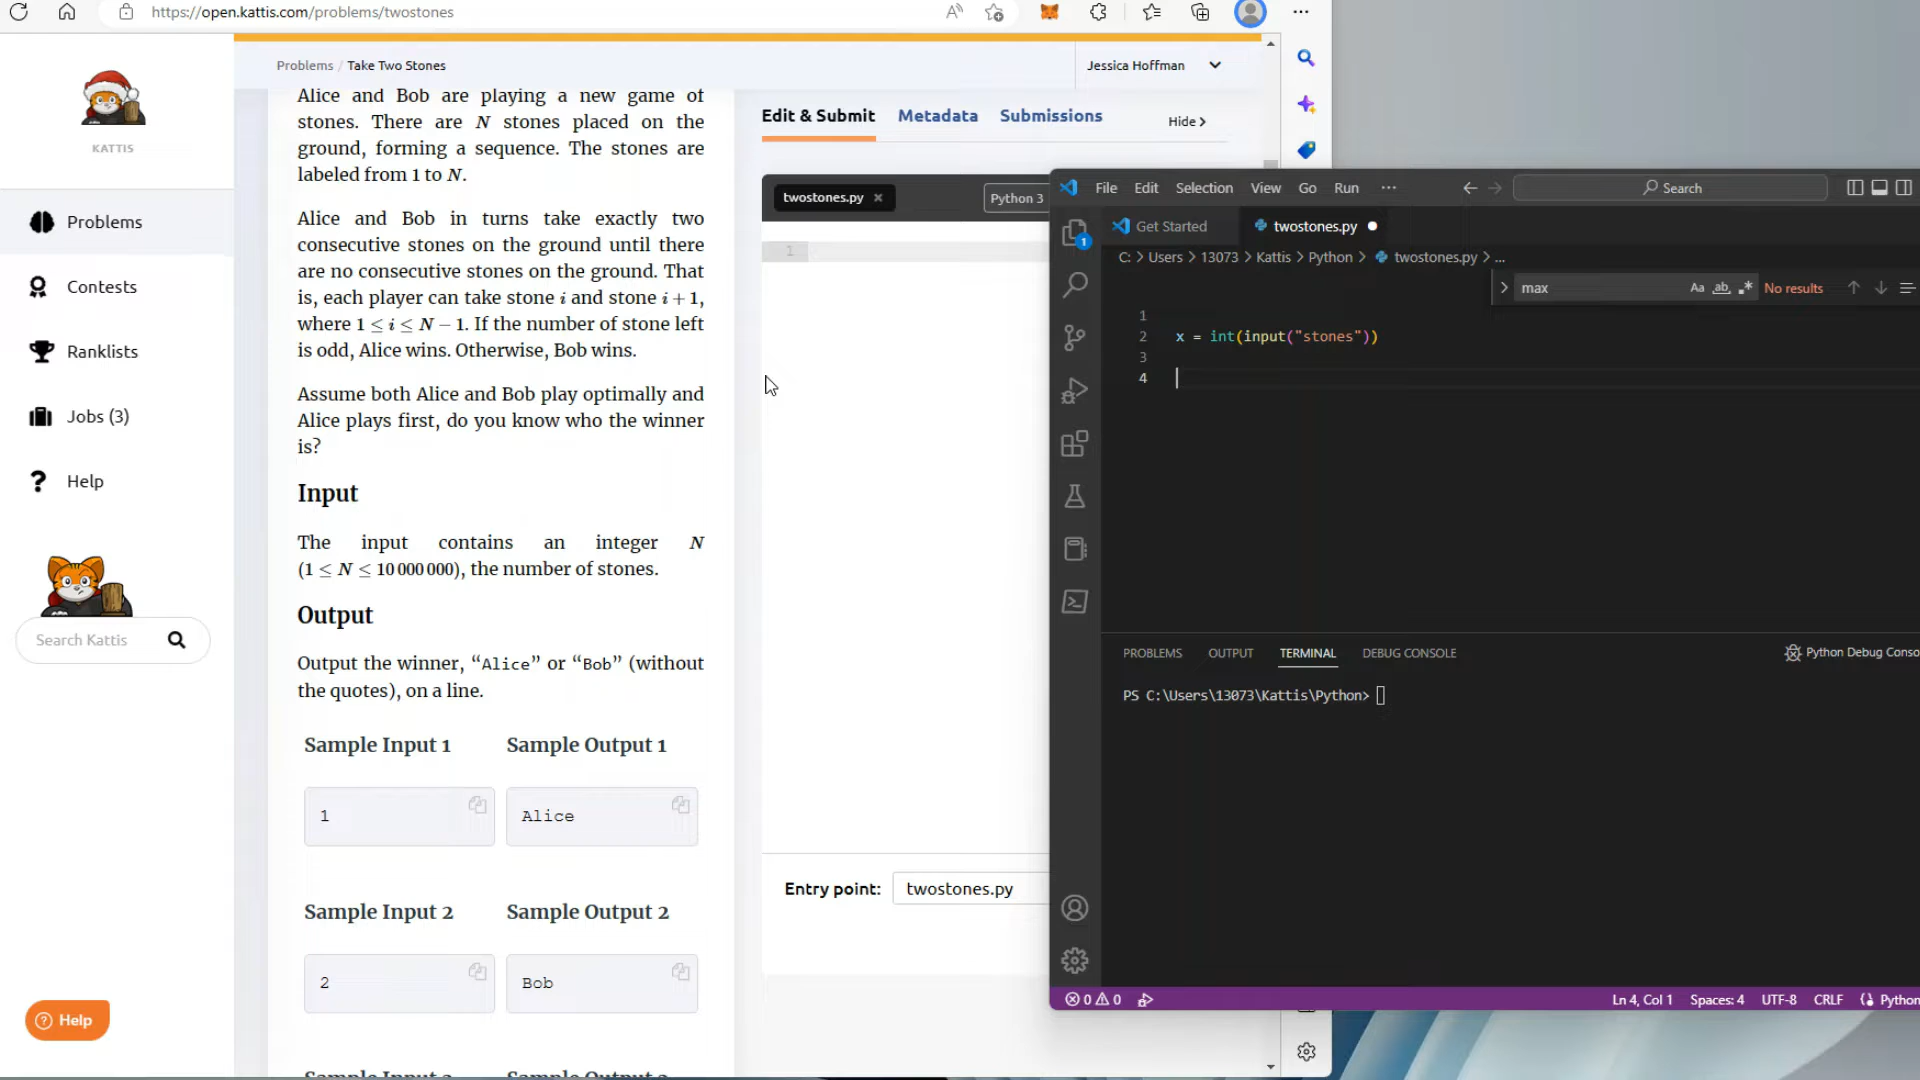 https://open.kattis.com/problems/twostones
KATTIS
Problems
Contests
Ranklists
Jobs (3)
Help
Search Kattis
Help
Problems / Take Two Stones
Jessica Hoffman
Alice and Bob are playing a new game of
stones. There are N stones placed on the
ground, forming a sequence. The stones are
labeled from 1 to N.
Alice and Bob in turns take exactly two
consecutive stones on the ground until there
are no consecutive stones on the ground. That
is, each player can take stone i and stone i + 1,
where 1 ≤ i ≤ N − 1. If the number of stone left
is odd, Alice wins. Otherwise, Bob wins.
Assume both Alice and Bob play optimally and
Alice plays first, do you know who the winner
is?
Input
The input contains an integer N
(1 ≤ N ≤ 10 000 000), the number of stones.
Output
Output the winner, “Alice” or “Bob” (without
the quotes), on a line.
Sample Input 1 Sample Output 1
1 Alice
Sample Input 2 Sample Output 2
2 Bob
Edit & Submit Metadata Submissions Hide
twostones.py Python 3
1
Entry point: twostones.py
File Edit Selection View Go Run ··· Search
1
Get Started twostones.py
C: > Users > 13073 > Kattis > Python > twostones.py > ...
max Aa ab No results
1
2 x = int(input("stones"))
3
4
PROBLEMS OUTPUT TERMINAL DEBUG CONSOLE Python Debug Conso
PS C:\Users\13073\Kattis\Python>
0 0 Ln 4, Col 1 Spaces: 4 UTF-8 CRLF Python